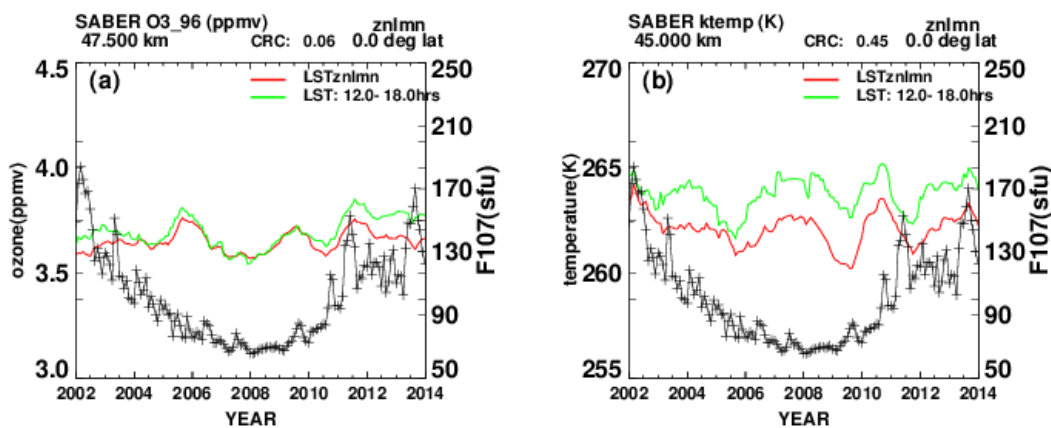 SABER O3_96 (ppmv) znlmn
47.500 km CRC: 0.06 0.0 deg lat
4.5 250
(a) LSTznlmn
LST: 12.0- 18.0hrs
210
4.0 170
ozone(ppmv) F107(sfu)
3.5 130
90
3.0 50
2002 2004 2006 2008 2010 2012 2014
YEAR
SABER ktemp (K) znlmn
45.000 km CRC: 0.45 0.0 deg lat
270 250
(b) LSTznlmn
LST: 12.0- 18.0hrs
210
265 170
temperature(K) F107(sfu)
260 130
90
255 50
2002 2004 2006 2008 2010 2012 2014
YEAR